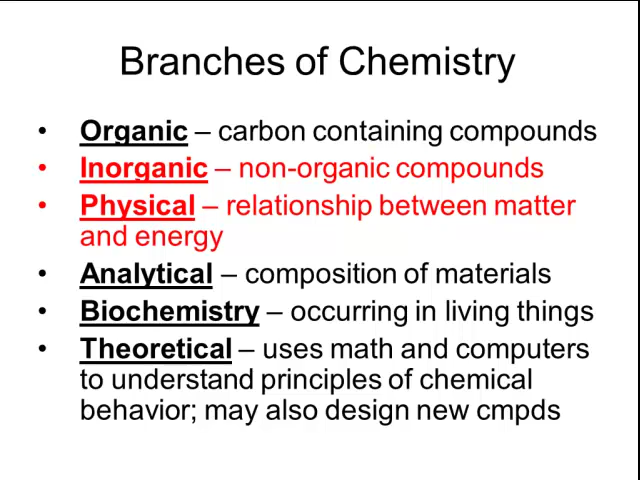 Branches of Chemistry
• Organic – carbon containing compounds
• Inorganic – non-organic compounds
• Physical – relationship between matter
and energy
• Analytical – composition of materials
• Biochemistry – occurring in living things
• Theoretical – uses math and computers
to understand principles of chemical
behavior; may also design new cmpds